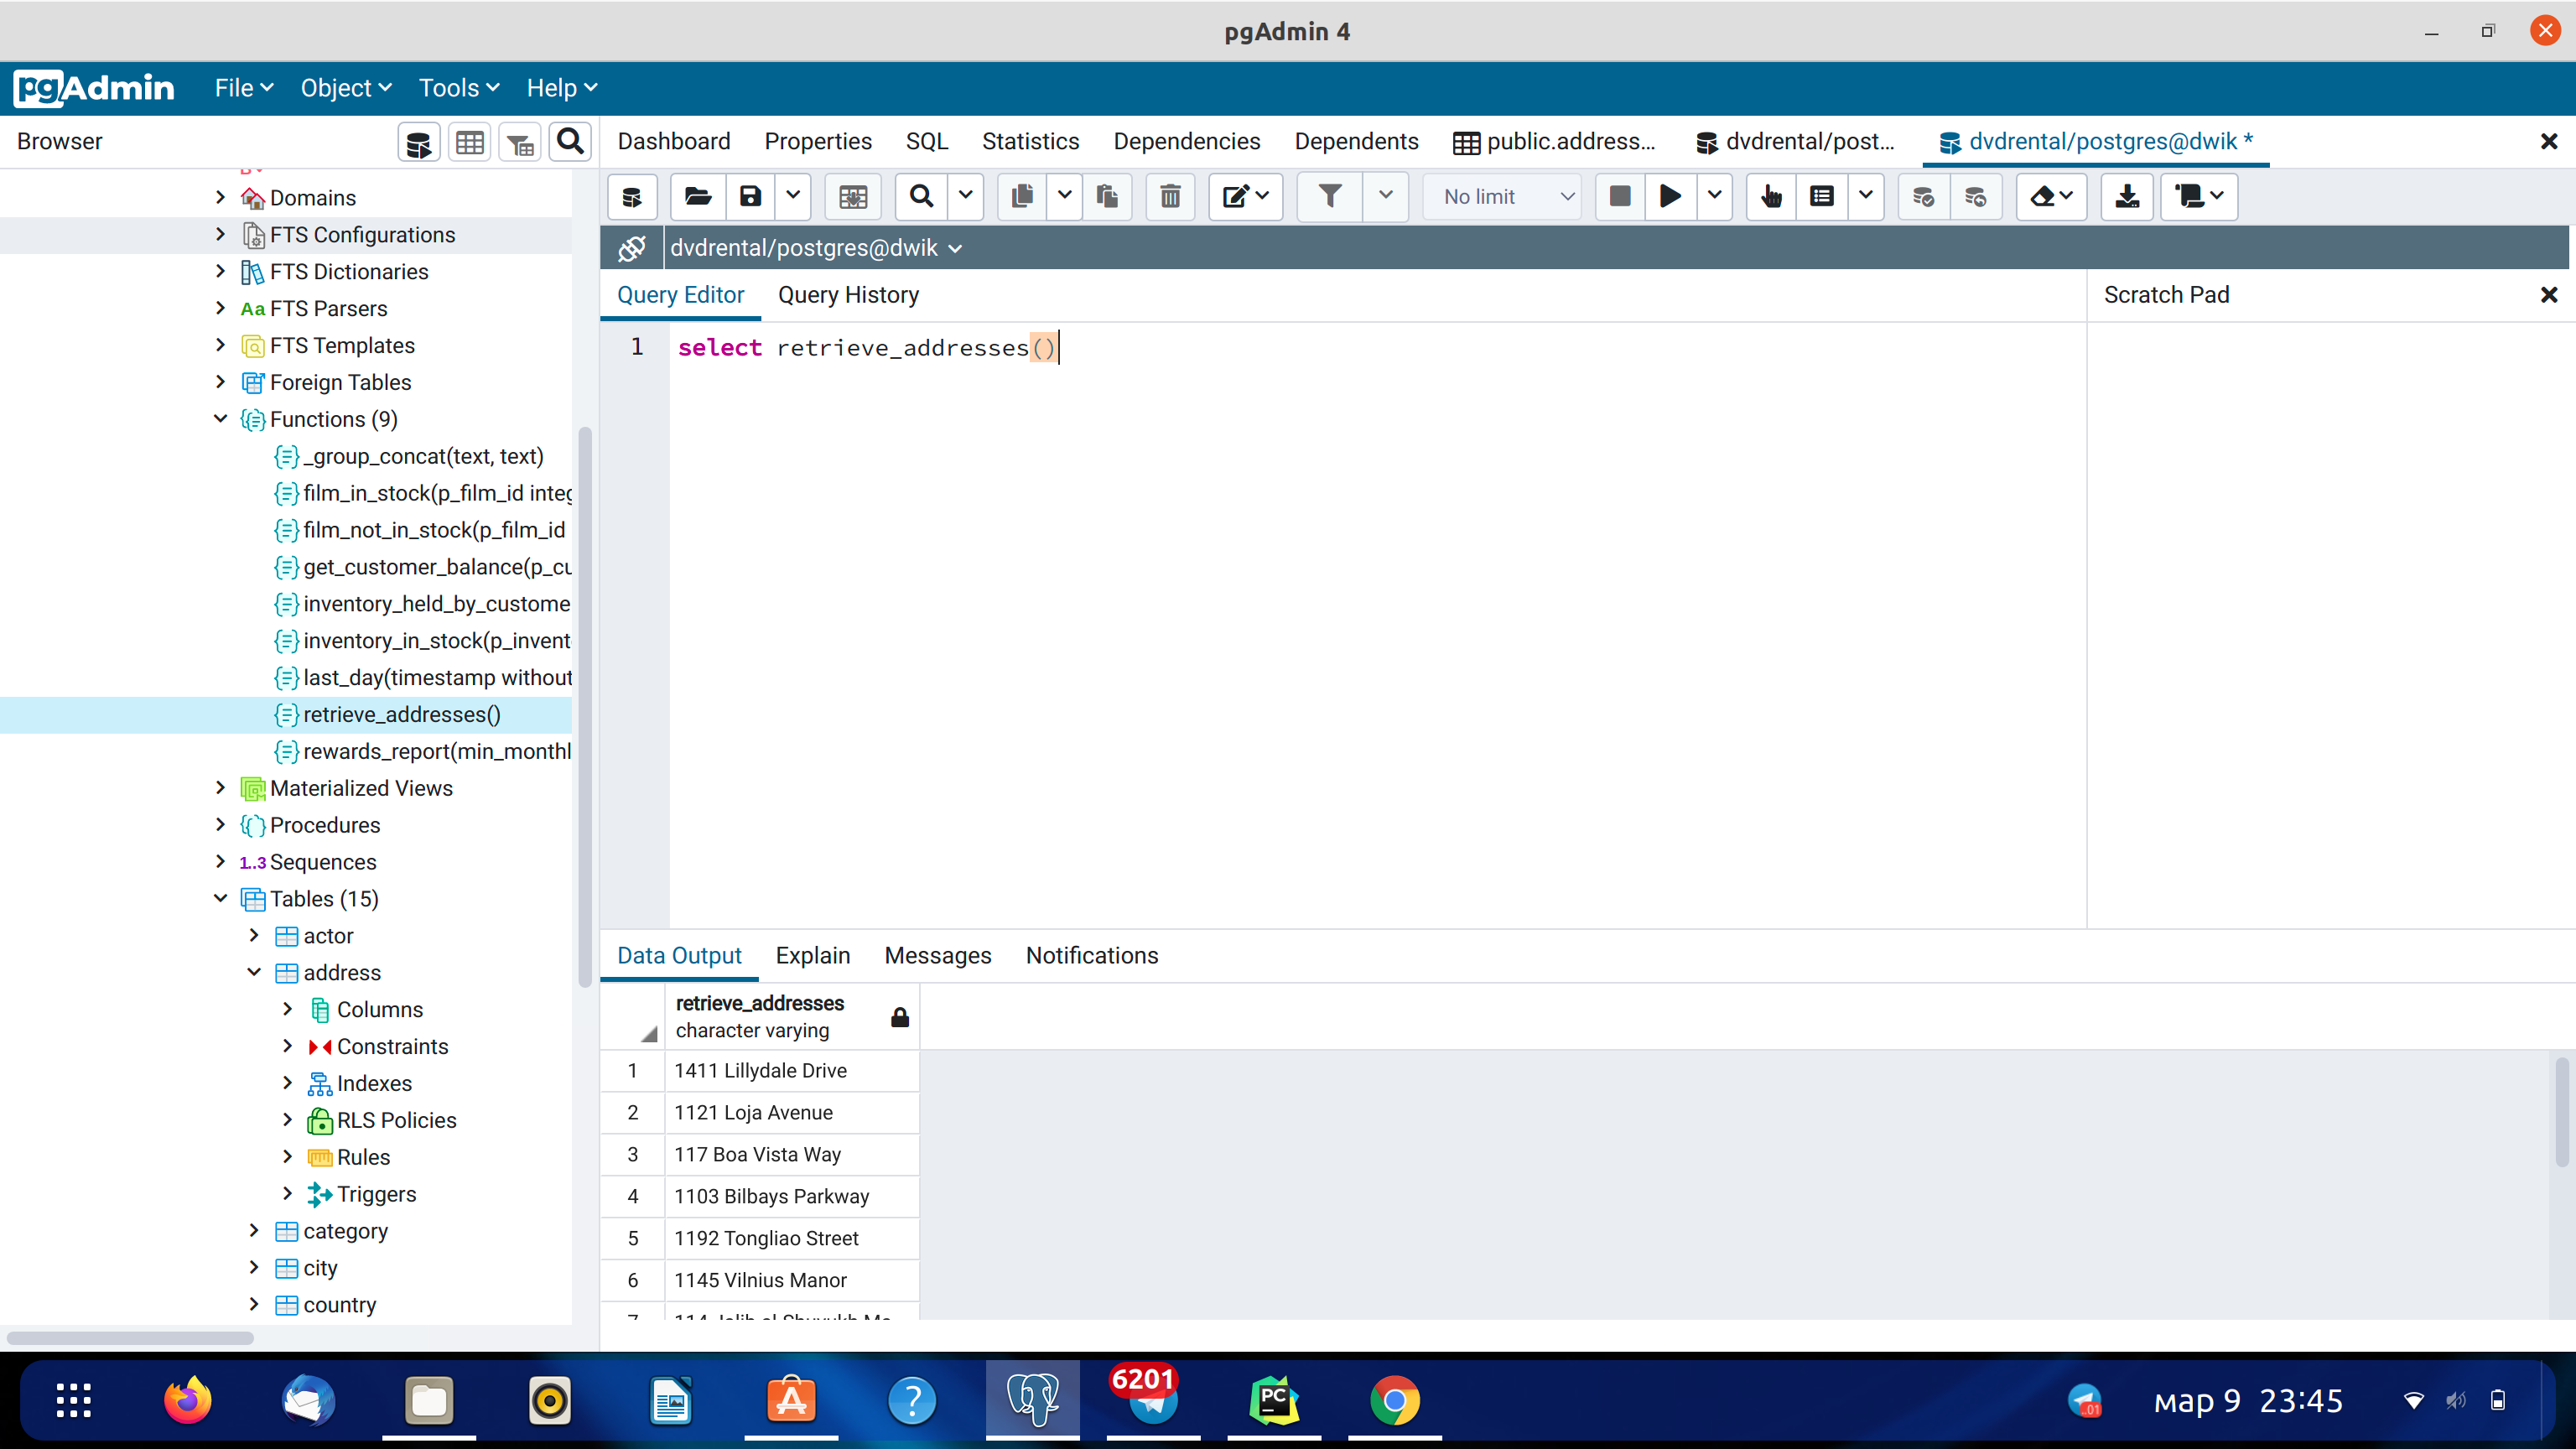 pgAdmin 4
pgAdmin File Object Tools Help
Browser
Dashboard Properties SQL Statistics Dependencies Dependents public.address... dvdrental/post... dvdrental/postgres@dwik *
No limit
dvdrental/postgres@dwik
Query Editor Query History
Scratch Pad
1 select retrieve_addresses()
Domains
FTS Configurations
FTS Dictionaries
Aa FTS Parsers
FTS Templates
Foreign Tables
Functions (9)
_group_concat(text, text)
film_in_stock(p_film_id integ
film_not_in_stock(p_film_id
get_customer_balance(p_cu
inventory_held_by_custome
inventory_in_stock(p_invent
last_day(timestamp without
retrieve_addresses()
rewards_report(min_monthl
Materialized Views
Procedures
1..3 Sequences
Tables (15)
actor
address
Columns
Constraints
Indexes
RLS Policies
Rules
Triggers
category
city
country
Data Output Explain Messages Notifications
retrieve_addresses
character varying
1 1411 Lillydale Drive
2 1121 Loja Avenue
3 117 Boa Vista Way
4 1103 Bilbays Parkway
5 1192 Tongliao Street
6 1145 Vilnius Manor
6201
PC
мар 9 23:45